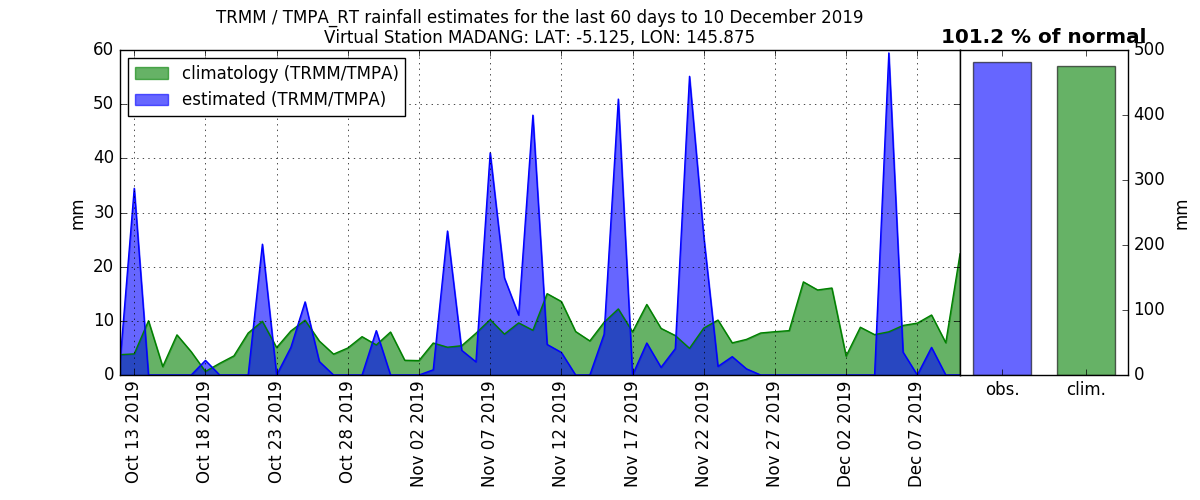 TRMM / TMPA_RT rainfall estimates for the last 60 days to 10 December 2019
Virtual Station MADANG: LAT: -5.125, LON: 145.875
101.2 % of normal
climatology (TRMM/TMPA)
estimated (TRMM/TMPA)
mm
60
50
40
30
20
10
0
Oct 13 2019
Oct 18 2019
Oct 23 2019
Oct 28 2019
Nov 02 2019
Nov 07 2019
Nov 12 2019
Nov 17 2019
Nov 22 2019
Nov 27 2019
Dec 02 2019
Dec 07 2019
500
400
300
200
100
0
mm
obs.
clim.